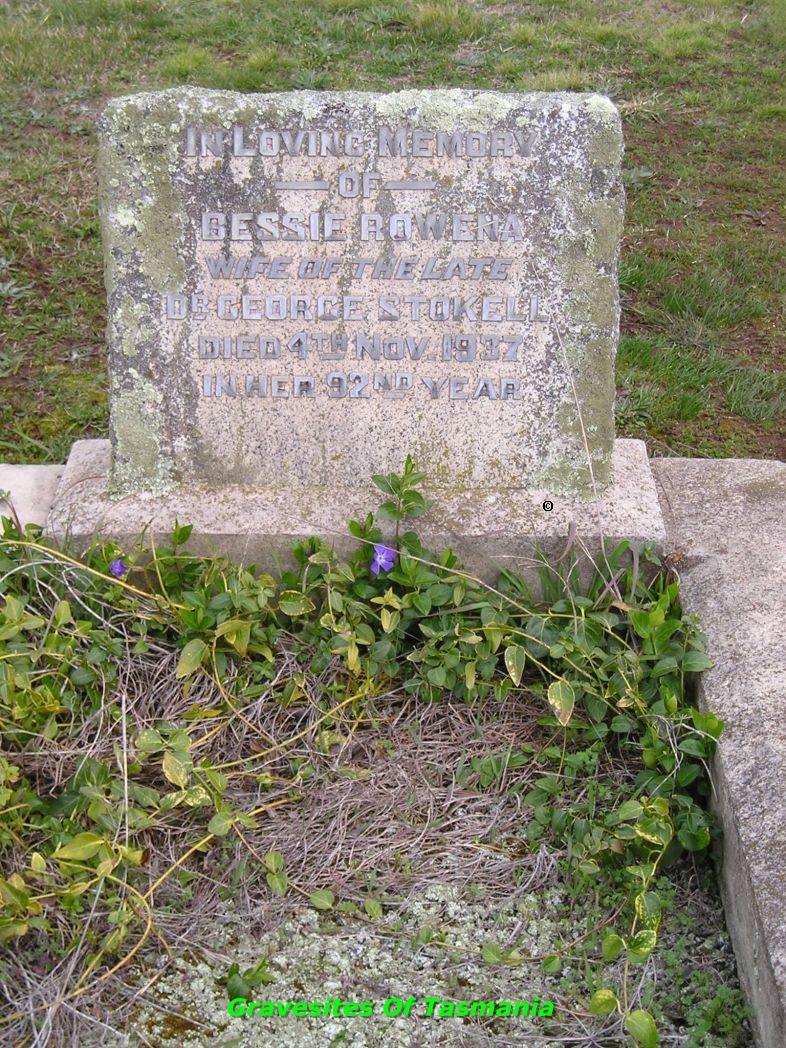 IN LOVING MEMORY
— OF —
BESSIE ROWENA
WIFE OF THE LATE
DR GEORGE STOKELL
DIED 4TH NOV. 1937
IN HER 92ND YEAR
©
Gravesites Of Tasmania